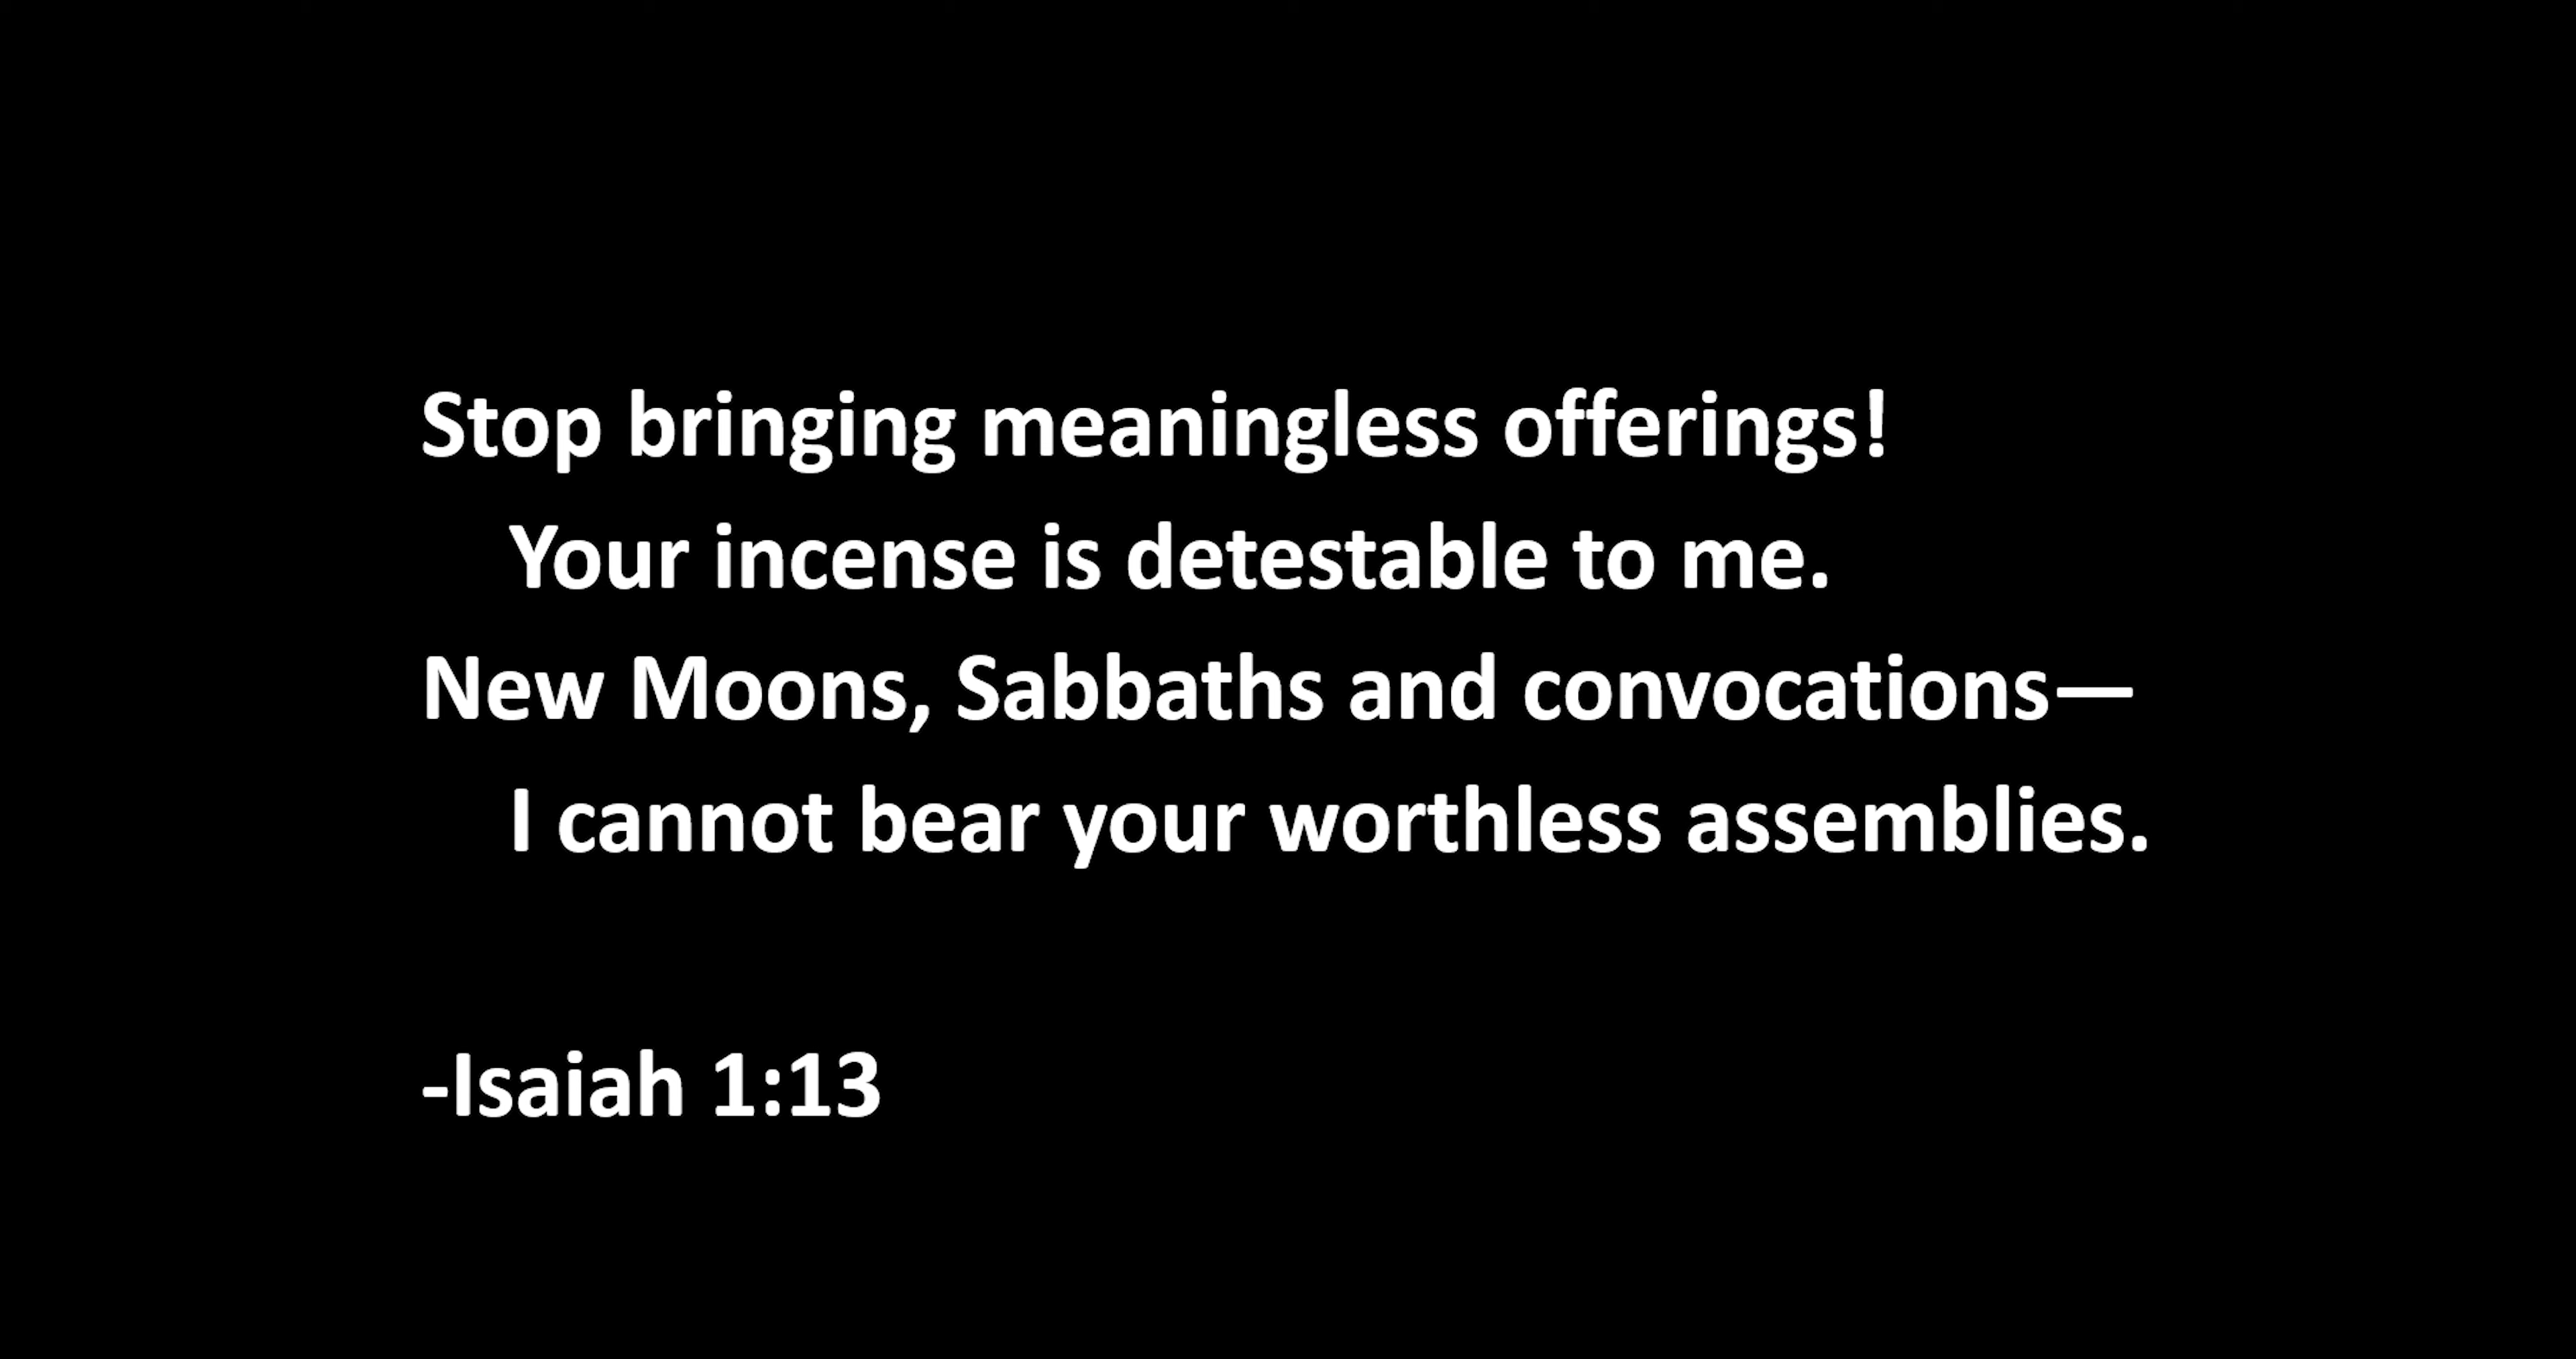 Stop bringing meaningless offerings!
Your incense is detestable to me.
New Moons, Sabbaths and convocations—
I cannot bear your worthless assemblies.
-Isaiah 1:13